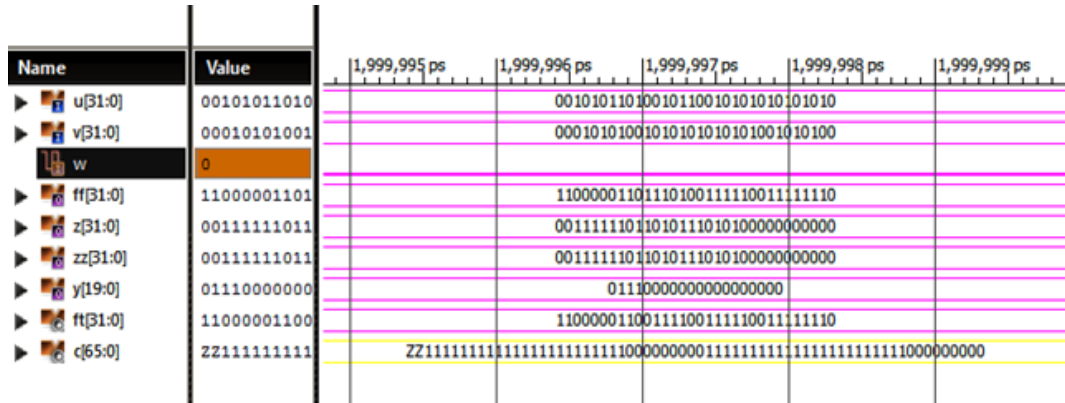 Name Value 1,999,995 ps 1,999,996 ps 1,999,997 ps 1,999,998 ps 1,999,999 ps
u[31:0] 00101011010 00101011010010110010101010101010
v[31:0] 00010101001 00010101001010101010101001010100
w 0
ff[31:0] 11000001101 11000001101110100111110011111110
z[31:0] 00111111011 00111111011010111010100000000000
zz[31:0] 00111111011 00111111011010111010100000000000
y[19:0] 01110000000 01110000000000000000
ft[31:0] 11000001100 11000001100111100111110011111110
c[65:0] ZZ111111111